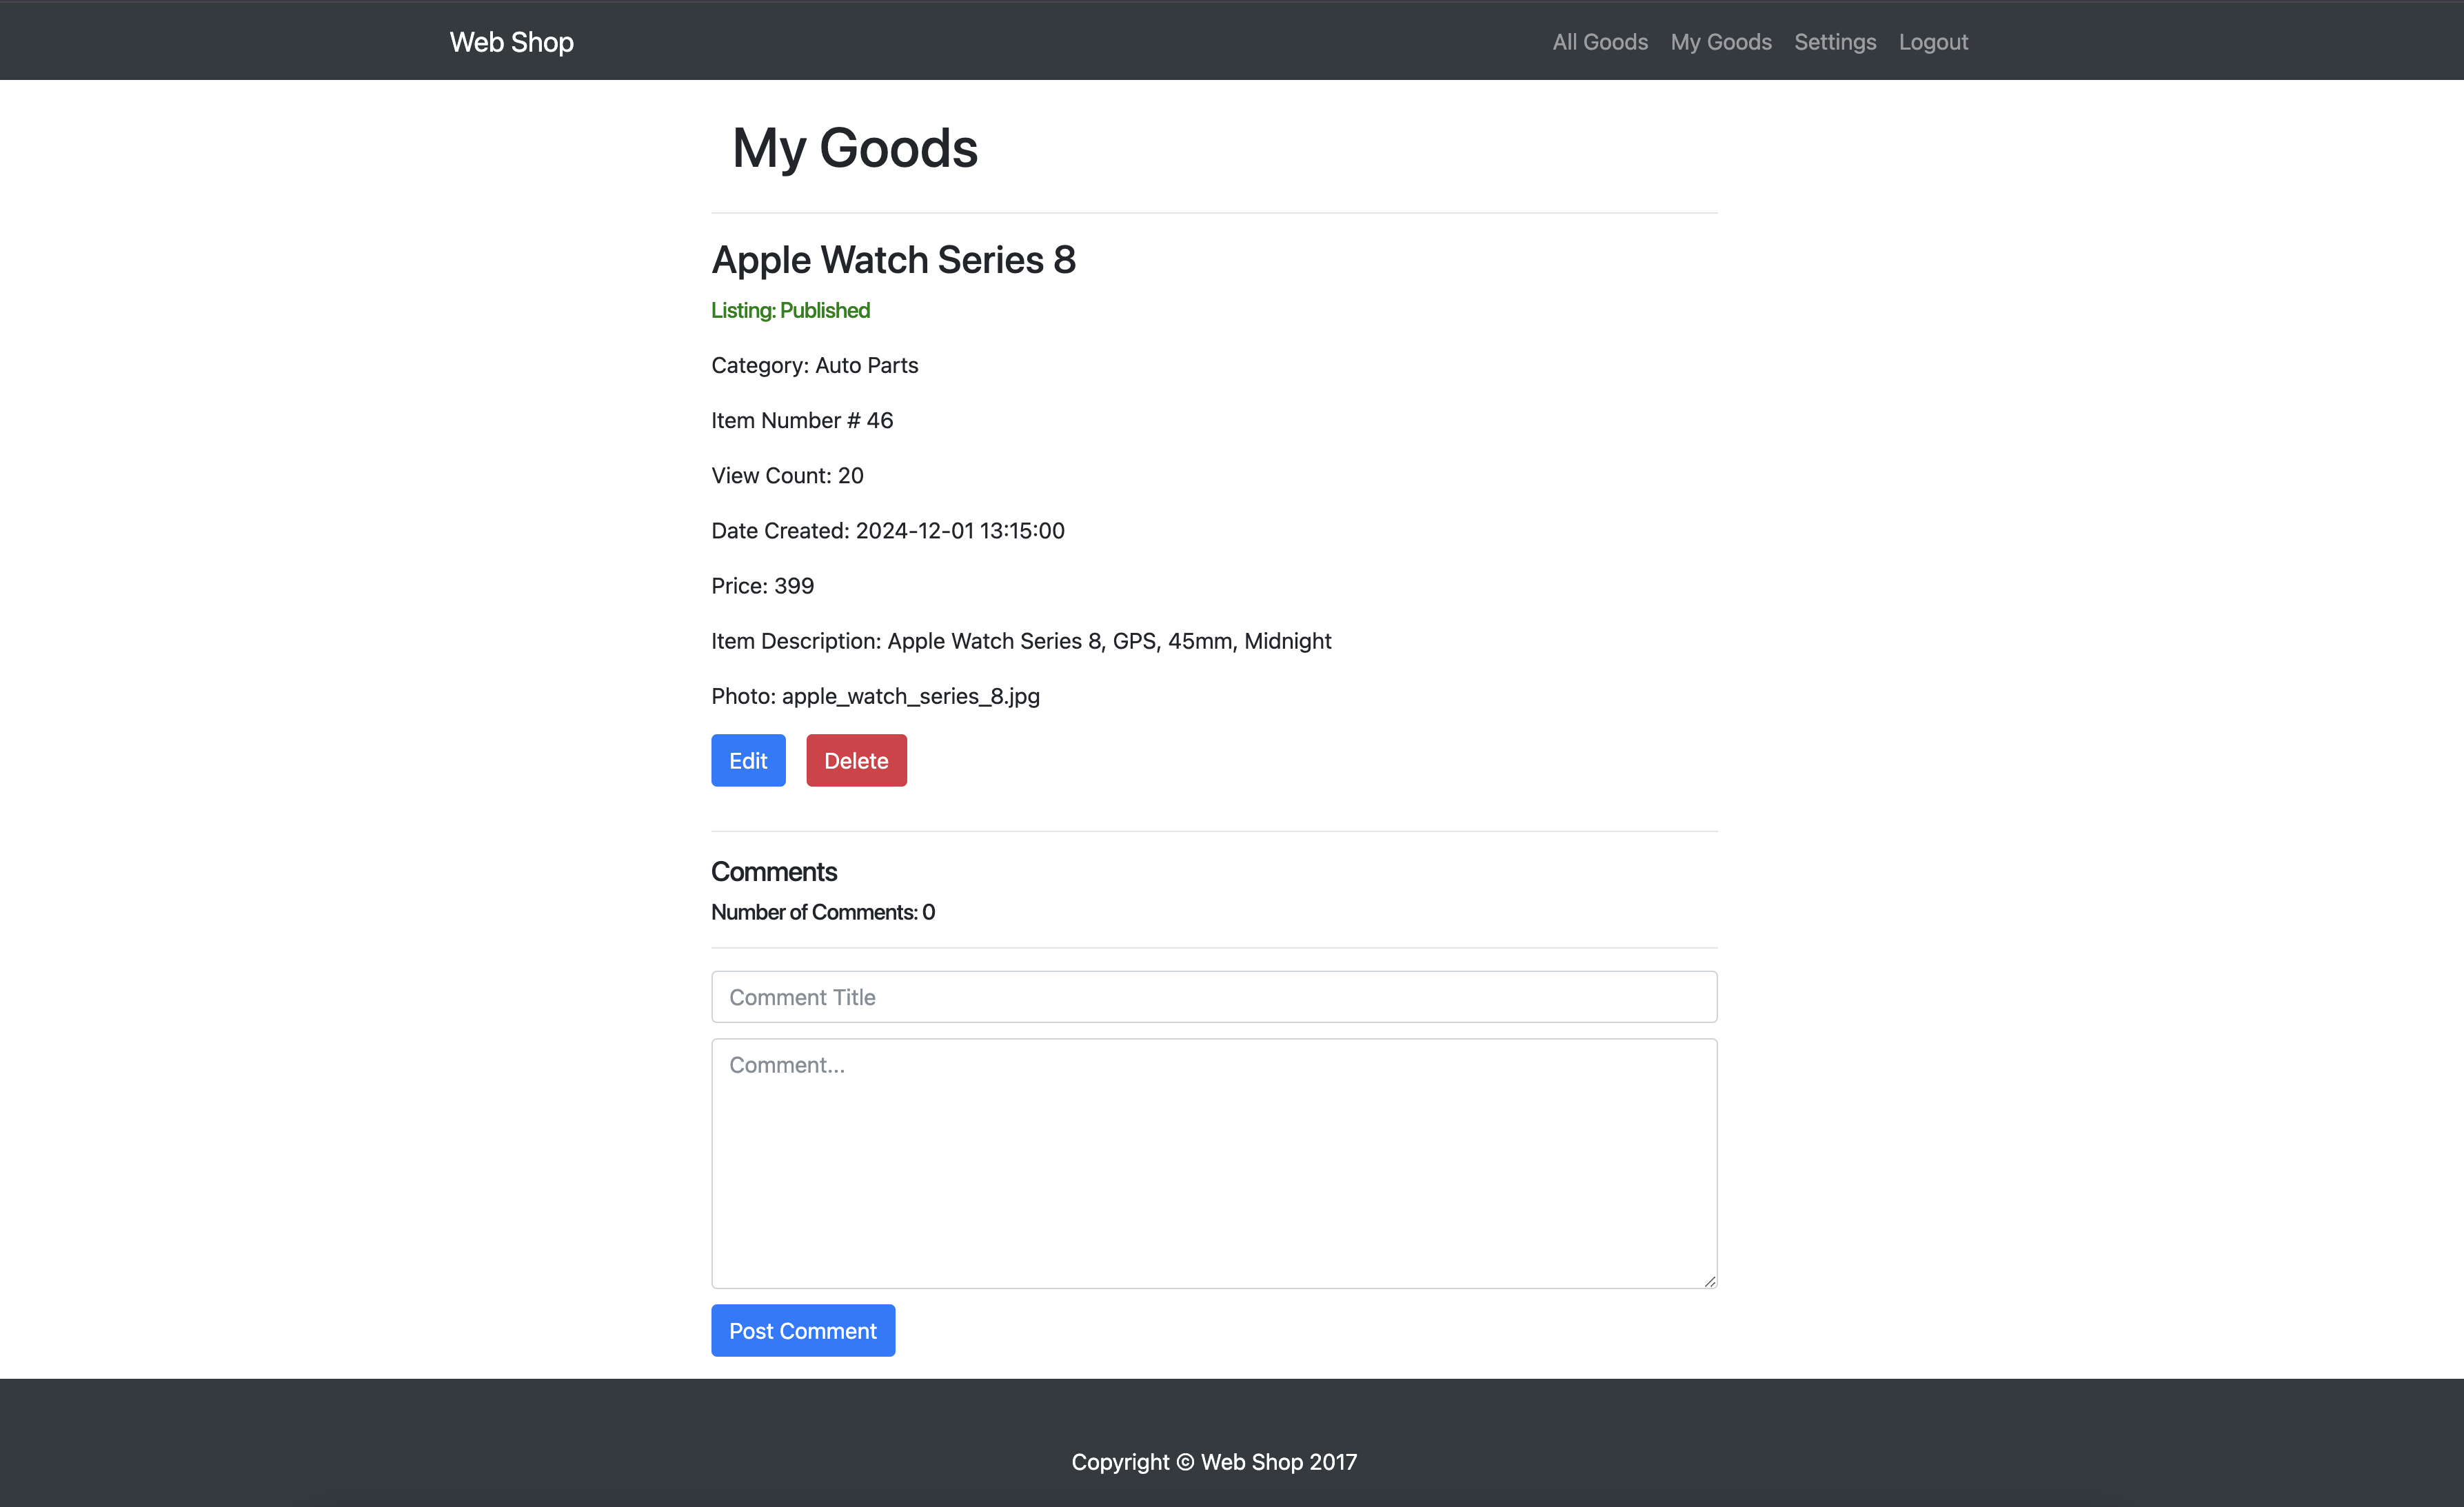 Web Shop
All Goods My Goods Settings Logout
My Goods
Apple Watch Series 8
Listing: Published
Category: Auto Parts
Item Number # 46
View Count: 20
Date Created: 2024-12-01 13:15:00
Price: 399
Item Description: Apple Watch Series 8, GPS, 45mm, Midnight
Photo: apple_watch_series_8.jpg
Edit Delete
Comments
Number of Comments: 0
Comment Title
Comment...
Post Comment
Copyright © Web Shop 2017